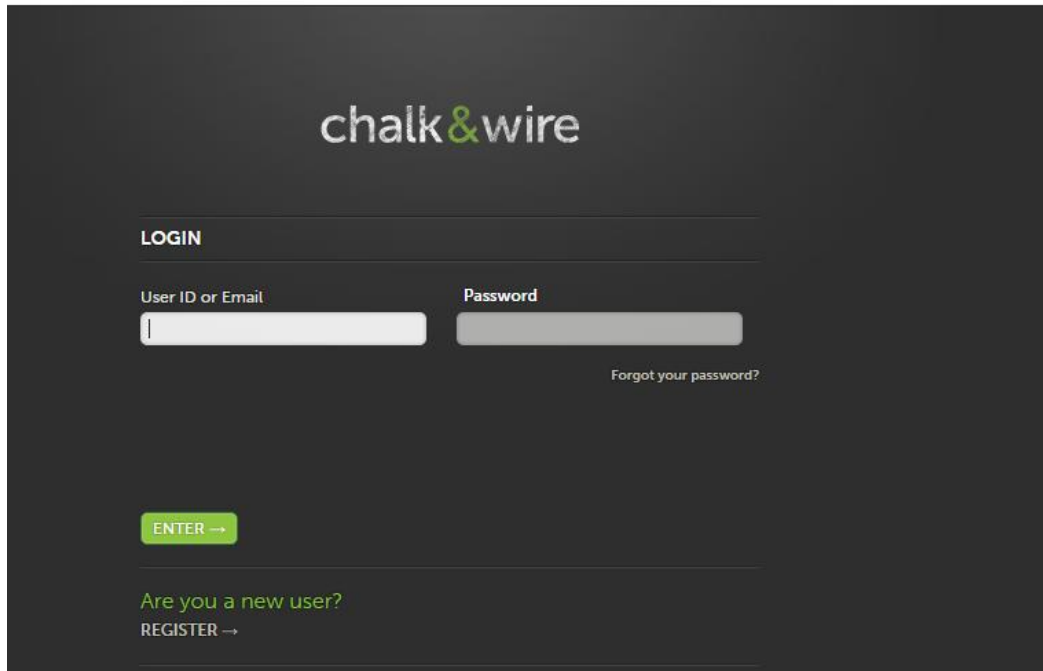 chalk&wire
LOGIN
User ID or Email
Password
Forgot your password?
ENTER →
Are you a new user?
REGISTER →